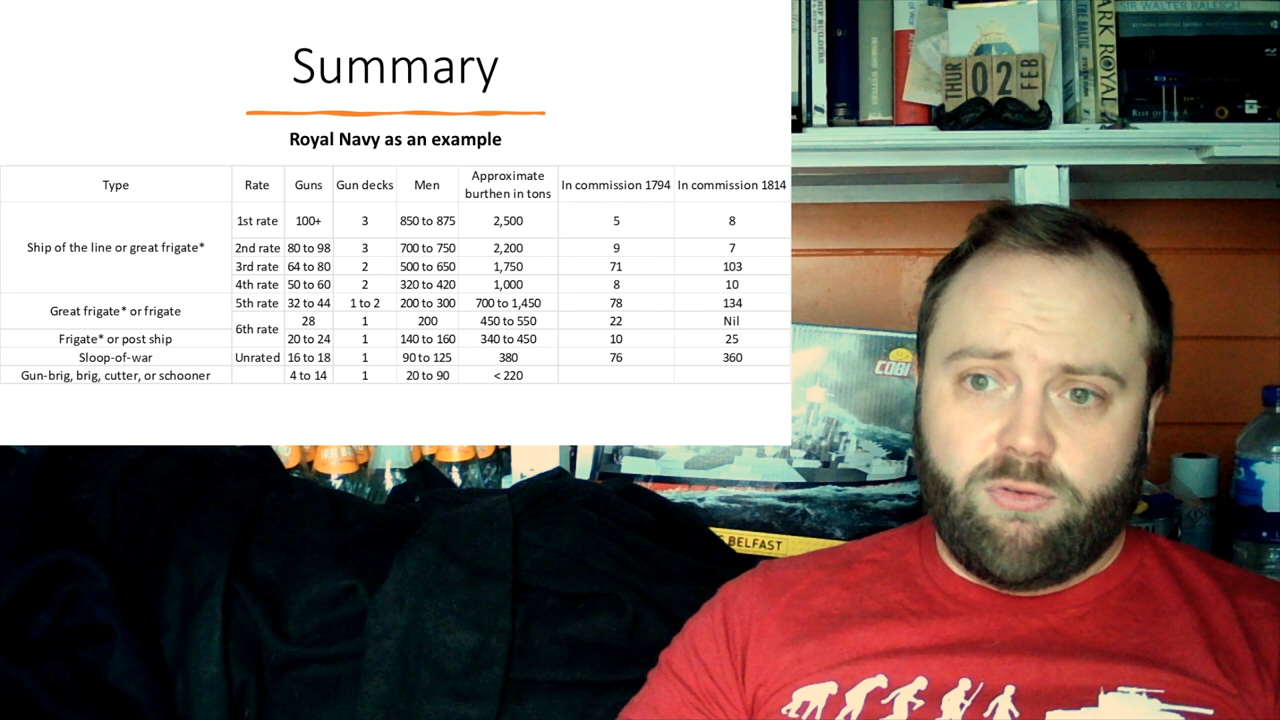 Summary
Royal Navy as an example
Type Rate Guns Gun decks Men Approximate burthen in tons In commission 1794 In commission 1814
Ship of the line or great frigate* 1st rate 100+ 3 850 to 875 2,500 5 8
2nd rate 80 to 98 3 700 to 750 2,200 9 7
3rd rate 64 to 80 2 500 to 650 1,750 71 103
4th rate 50 to 60 2 320 to 420 1,000 8 10
Great frigate* or frigate 5th rate 32 to 44 1 to 2 200 to 300 700 to 1,450 78 134
6th rate 28 1 200 450 to 550 22 Nil
Frigate* or post ship 20 to 24 1 140 to 160 340 to 450 10 25
Sloop-of-war Unrated 16 to 18 1 90 to 125 380 76 360
Gun-brig, brig, cutter, or schooner 4 to 14 1 20 to 90 < 220
SIR WALTER RALEIGH
THE BALTIC
ARK ROYAL
THUR 02 FEB
COBI
BELFAST